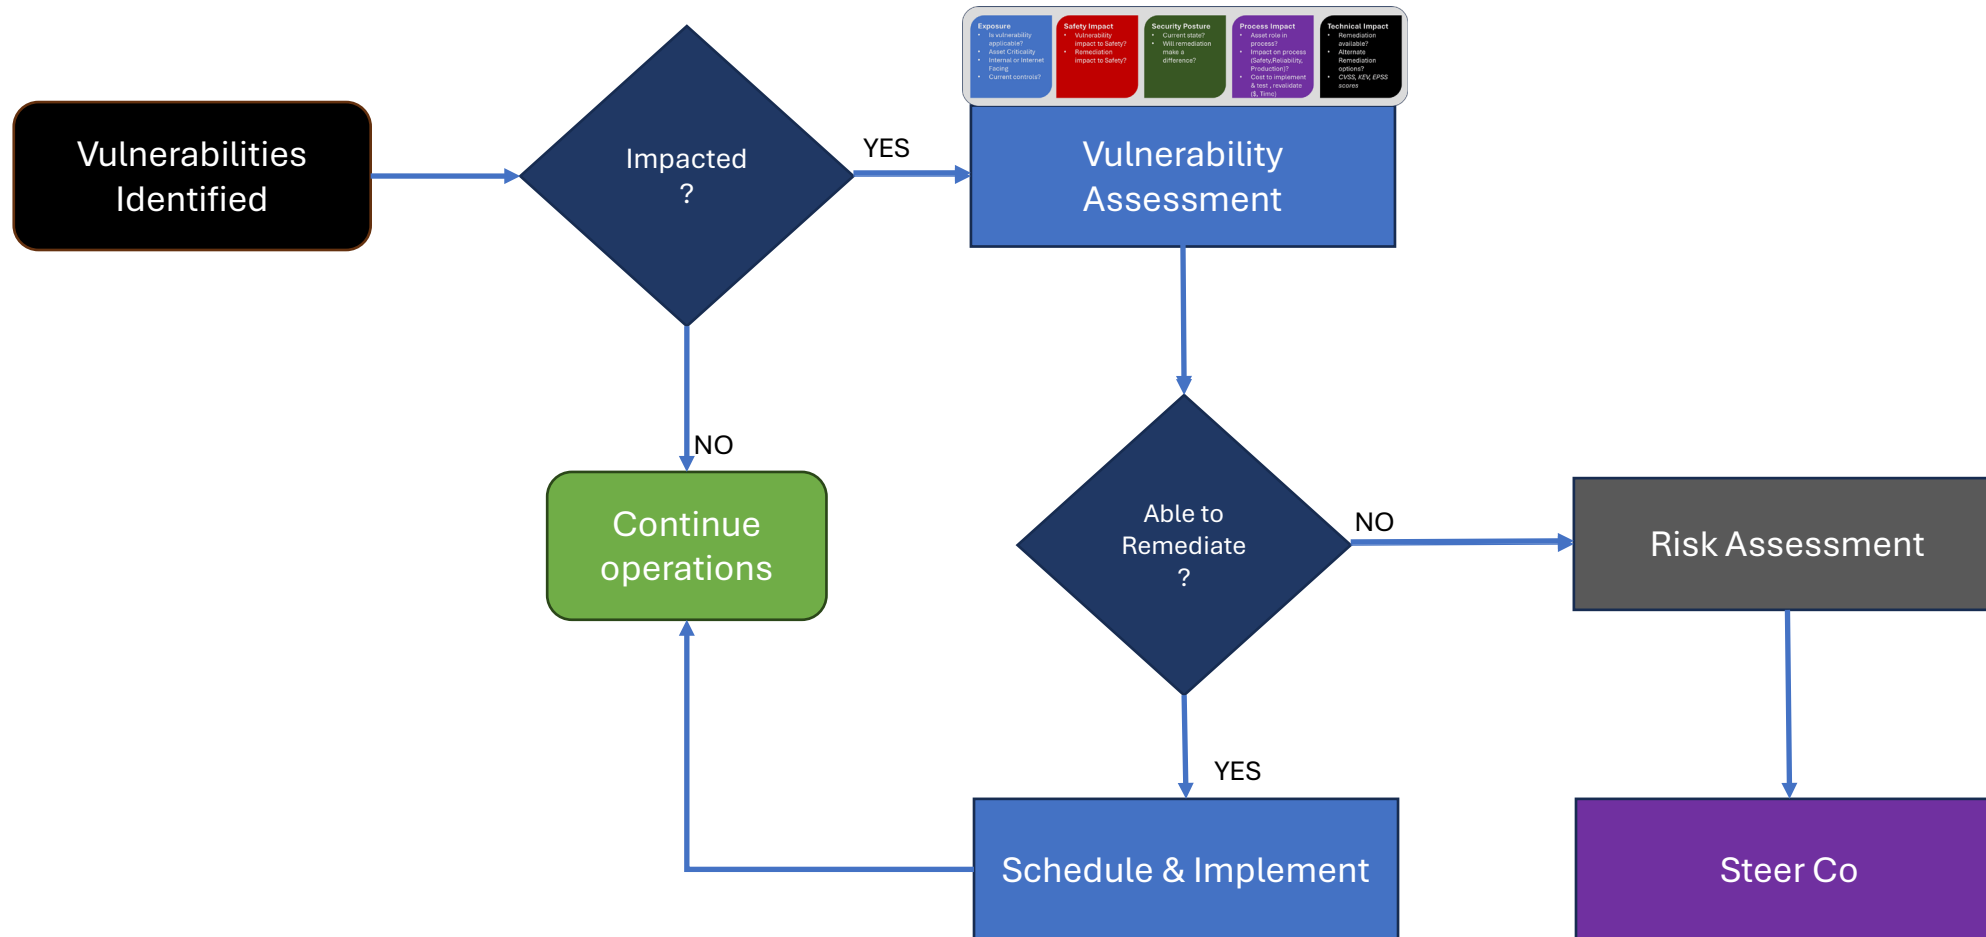 Exposure
• Is vulnerability
applicable?
• Asset Criticality
• Internal or Internet
Facing
• Current controls?
Safety Impact
• Vulnerability
impact to Safety?
• Remediation
impact to Safety?
Security Posture
• Current state?
• Will remediation
make a
difference?
Process Impact
• Asset role in
process?
• Impact on process
(Safety,Reliability,
Production)?
• Cost to implement
& test , revalidate
($, Time)
Technical Impact
• Remediation
available?
• Alternate
Remediation
options?
• CVSS, KEV, EPSS
scores
Vulnerabilities
Identified
Impacted
?
YES
Vulnerability
Assessment
NO
Continue
operations
Able to
Remediate
?
NO
Risk Assessment
YES
Schedule & Implement
Steer Co